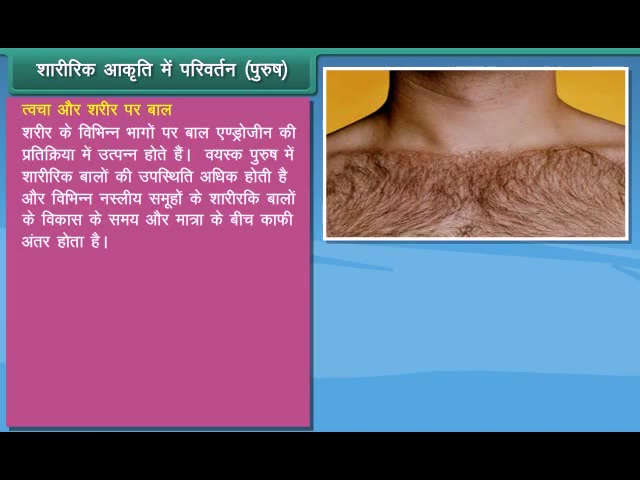 शारीरिक आकृति में परिवर्तन (पुरुष)
त्वचा और शरीर पर बाल
शरीर के विभिन्न भागों पर बाल एण्ड्रोजीन की
प्रतिक्रिया में उत्पन्न होते हैं। वयस्क पुरुष में
शारीरिक बालों की उपस्थिति अधिक होती है
और विभिन्न नस्लीय समूहों के शारीरकि बालों
के विकास के समय और मात्रा के बीच काफी
अंतर होता है।